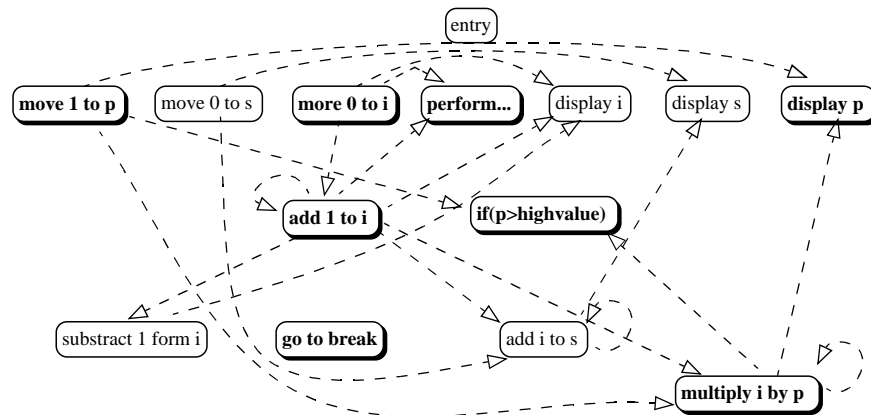 entry
move 1 to p
move 0 to s
more 0 to i
perform...
display i
display s
display p
add 1 to i
if(p>highvalue)
substract 1 form i
go to break
add i to s
multiply i by p